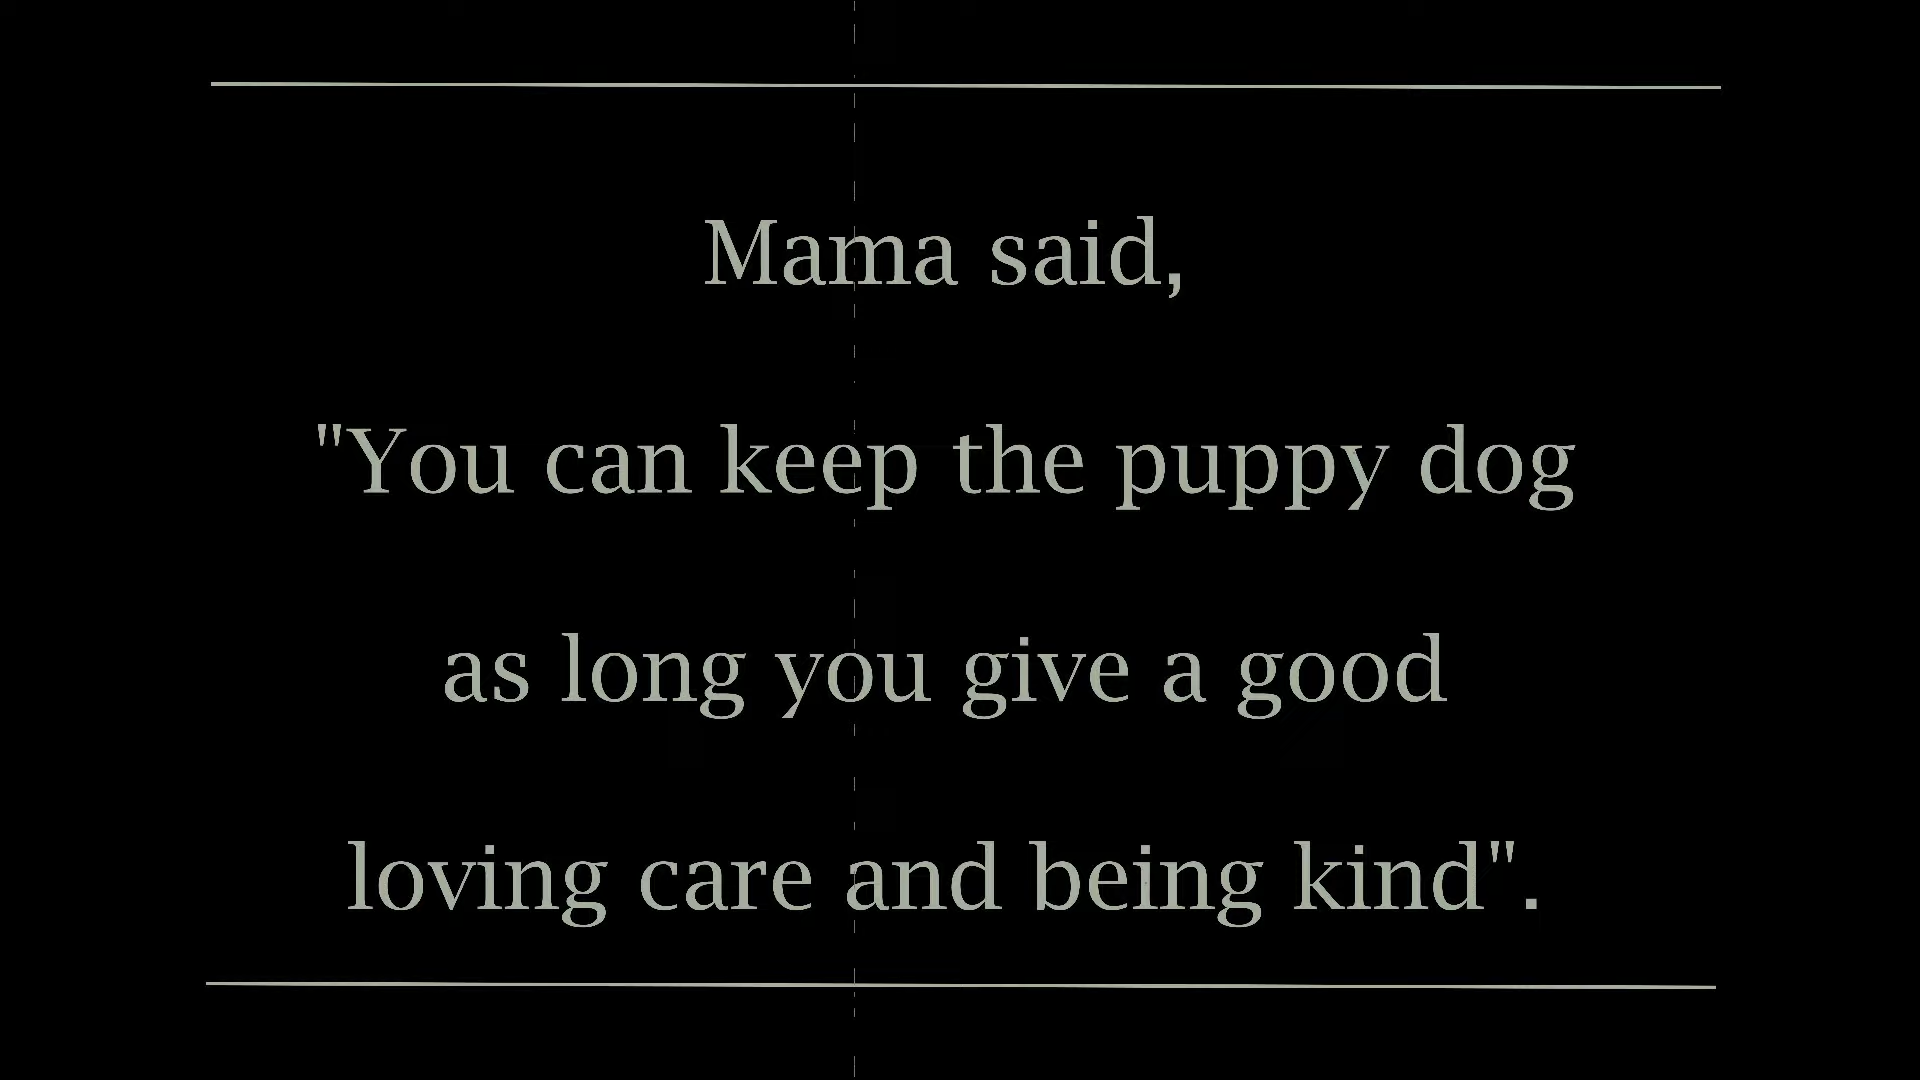 Mama said,
"You can keep the puppy dog
as long you give a good
loving care and being kind".